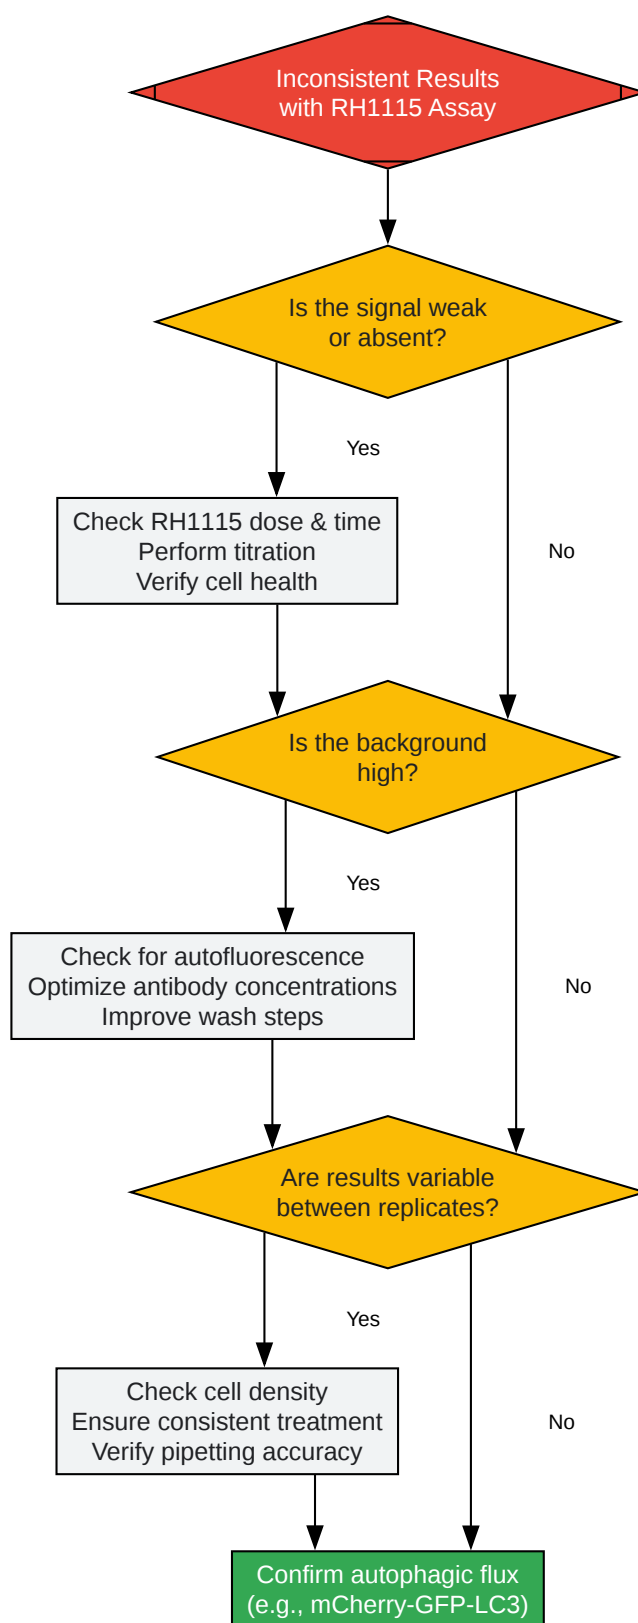 Inconsistent Results
with RH1115 Assay
Is the signal weak
or absent?
Yes
Check RH1115 dose & time
Perform titration
Verify cell health
No
Is the background
high?
Yes
Check for autofluorescence
Optimize antibody concentrations
Improve wash steps
No
Are results variable
between replicates?
Yes
Check cell density
Ensure consistent treatment
Verify pipetting accuracy
No
Confirm autophagic flux
(e.g., mCherry-GFP-LC3)